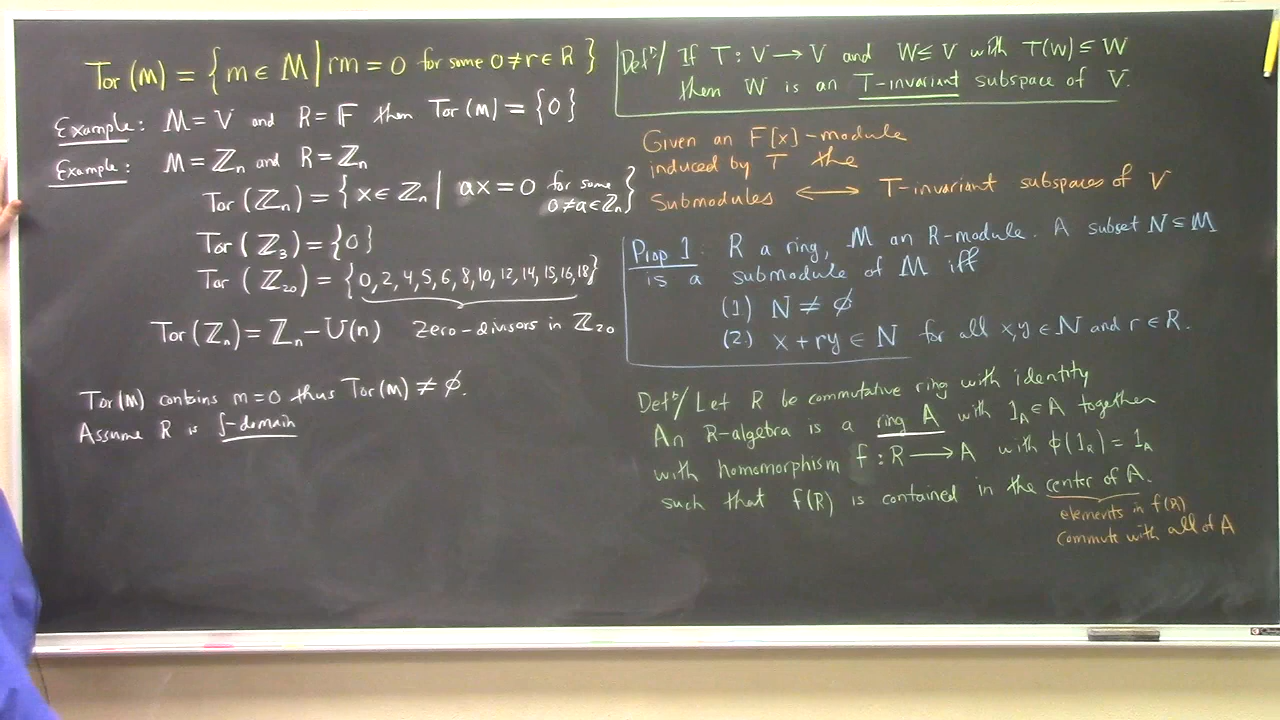 Tor(M) = {m ∈ M | rm = 0 for some 0 ≠ r ∈ R}
Example: M = V and R = F then Tor(M) = {0}
Example: M = ℤₙ and R = ℤₙ
Tor(ℤₙ) = {x ∈ ℤₙ | ax = 0 for some 0 ≠ a ∈ ℤₙ}
Tor(ℤ₃) = {0}
Tor(ℤ₂₀) = {0, 2, 4, 5, 6, 8, 10, 12, 14, 15, 16, 18}
Tor(ℤₙ) = ℤₙ − U(n) Zero-divisors in ℤ₂₀
Tor(M) contains m = 0 thus Tor(M) ≠ ∅.
Assume R is ∫-domain
Defⁿ/ If T : V → V and W ≤ V with T(W) ⊆ W
then W is an T-invariant subspace of V.
Given an F[x]-module
induced by T the
Submodules ⟷ T-invariant subspaces of V
Prop 1: R a ring, M an R-module. A subset N ⊆ M
is a submodule of M iff
(1) N ≠ ∅
(2) x + ry ∈ N for all x, y ∈ N and r ∈ R.
Defⁿ/ Let R be commutative ring with identity
An R-algebra is a ring A with 1_A ∈ A together
with homomorphism f : R → A with ϕ(1_R) = 1_A
such that f(R) is contained in the center of A.
elements in f(R)
commute with all of A